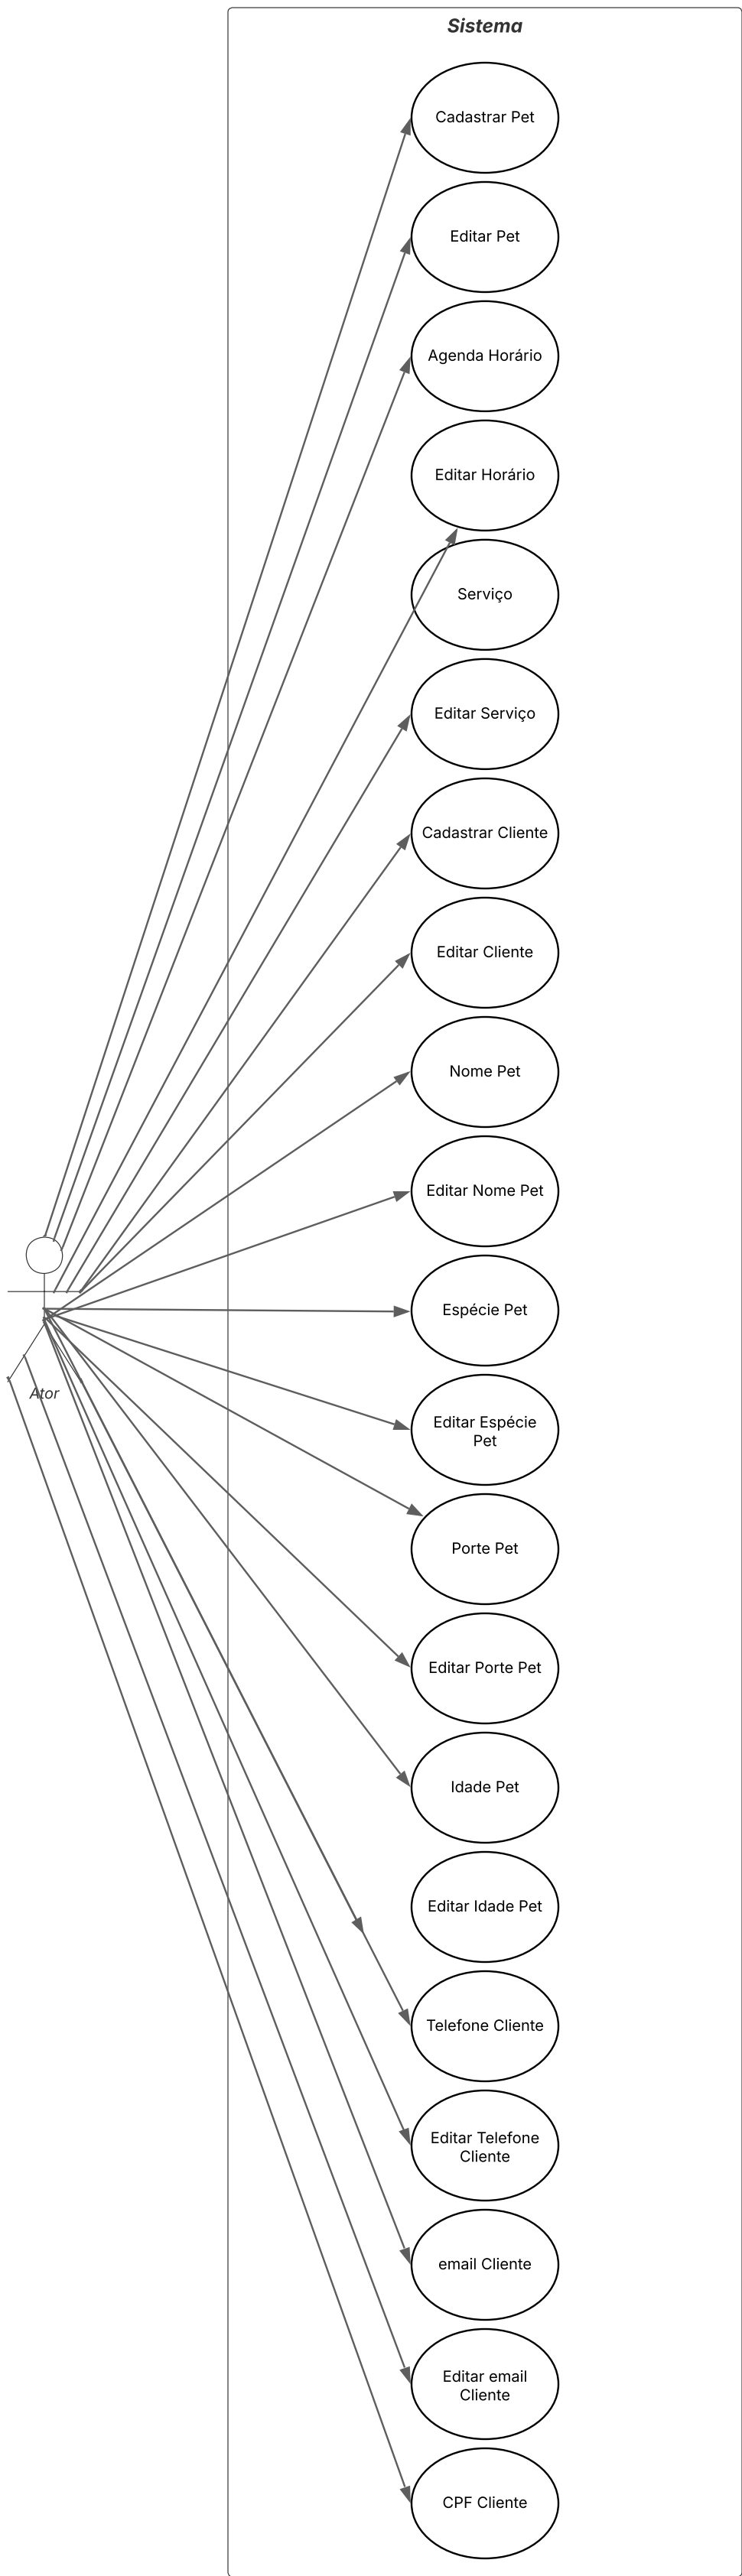 Sistema
Cadastrar Pet
Editar Pet
Agenda Horário
Editar Horário
Serviço
Editar Serviço
Cadastrar Cliente
Editar Cliente
Nome Pet
Editar Nome Pet
Espécie Pet
Ator
Editar Espécie
Pet
Porte Pet
Editar Porte Pet
Idade Pet
Editar Idade Pet
Telefone Cliente
Editar Telefone
Cliente
email Cliente
Editar email
Cliente
CPF Cliente